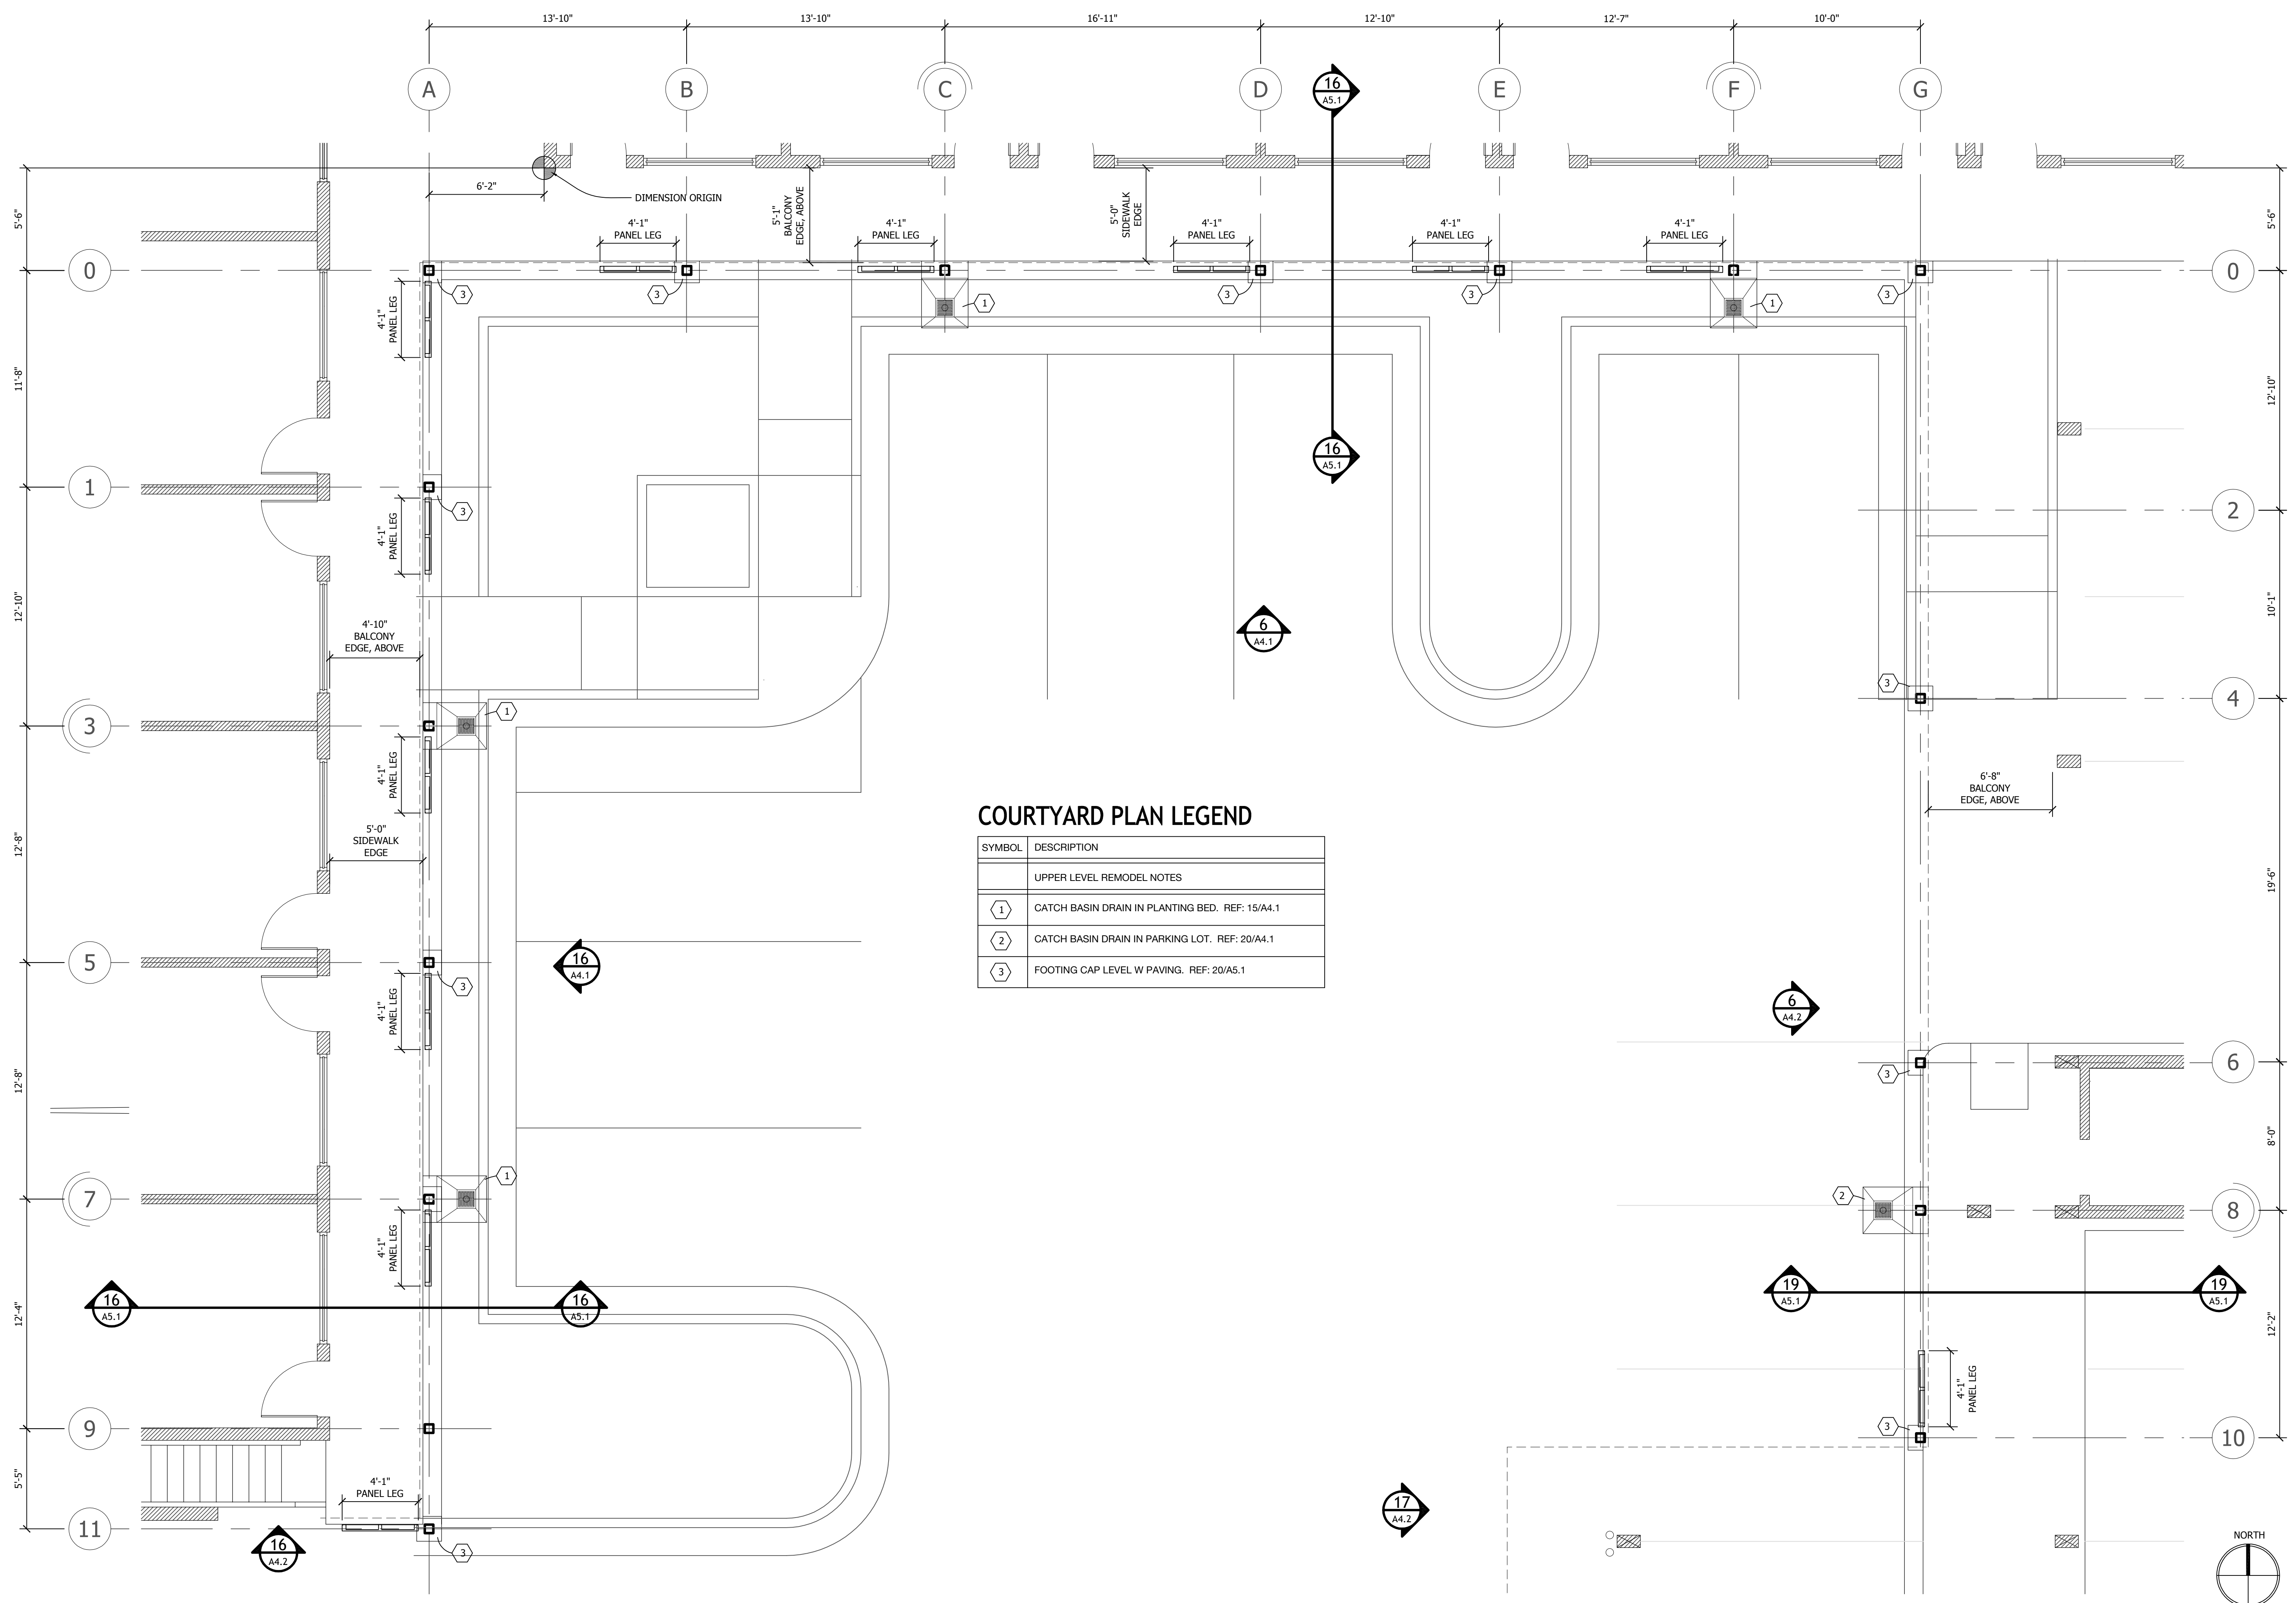 13'-10"
13'-10"
16'-11"
12'-10"
12'-7"
10'-0"
A
B
C
D
E
F
G
16
A5.1
6'-2"
DIMENSION ORIGIN
5'-6"
5'-1"
BALCONY
EDGE, ABOVE
5'-0"
SIDEWALK
EDGE
5'-6"
4'-1"
PANEL LEG
4'-1"
PANEL LEG
4'-1"
PANEL LEG
4'-1"
PANEL LEG
4'-1"
PANEL LEG
0
0
3
3
1
3
3
1
3
4'-1"
PANEL LEG
11'-8"
12'-10"
16
A5.1
1
3
2
4'-1"
PANEL LEG
12'-10"
10'-1"
4'-10"
BALCONY
EDGE, ABOVE
6
A4.1
3
4
3
1
4'-1"
PANEL LEG
6'-8"
BALCONY
EDGE, ABOVE
12'-8"
5'-0"
SIDEWALK
EDGE
19'-6"
COURTYARD PLAN LEGEND
SYMBOL DESCRIPTION
UPPER LEVEL REMODEL NOTES
1 CATCH BASIN DRAIN IN PLANTING BED. REF: 15/A4.1
2 CATCH BASIN DRAIN IN PARKING LOT. REF: 20/A4.1
3 FOOTING CAP LEVEL W PAVING. REF: 20/A5.1
5
3
16
A4.1
4'-1"
PANEL LEG
6
A4.2
3
6
12'-8"
8'-0"
1
7
2
8
4'-1"
PANEL LEG
16
A5.1
16
A5.1
19
A5.1
19
A5.1
12'-4"
12'-2"
4'-1"
PANEL LEG
9
3
10
5'-5"
4'-1"
PANEL LEG
11
3
16
A4.2
17
A4.2
NORTH